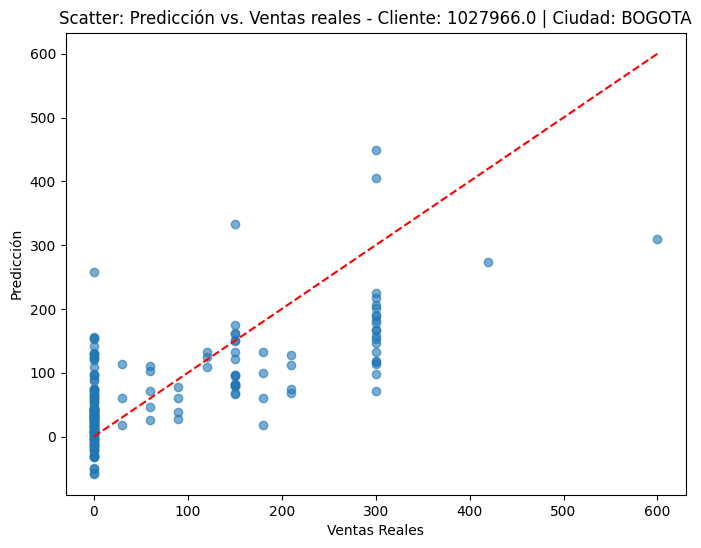 Scatter: Predicción vs. Ventas reales - Cliente: 1027966.0 | Ciudad: BOGOTA
600
500
400
300
200
100
0
Predicción
0 100 200 300 400 500 600
Ventas Reales